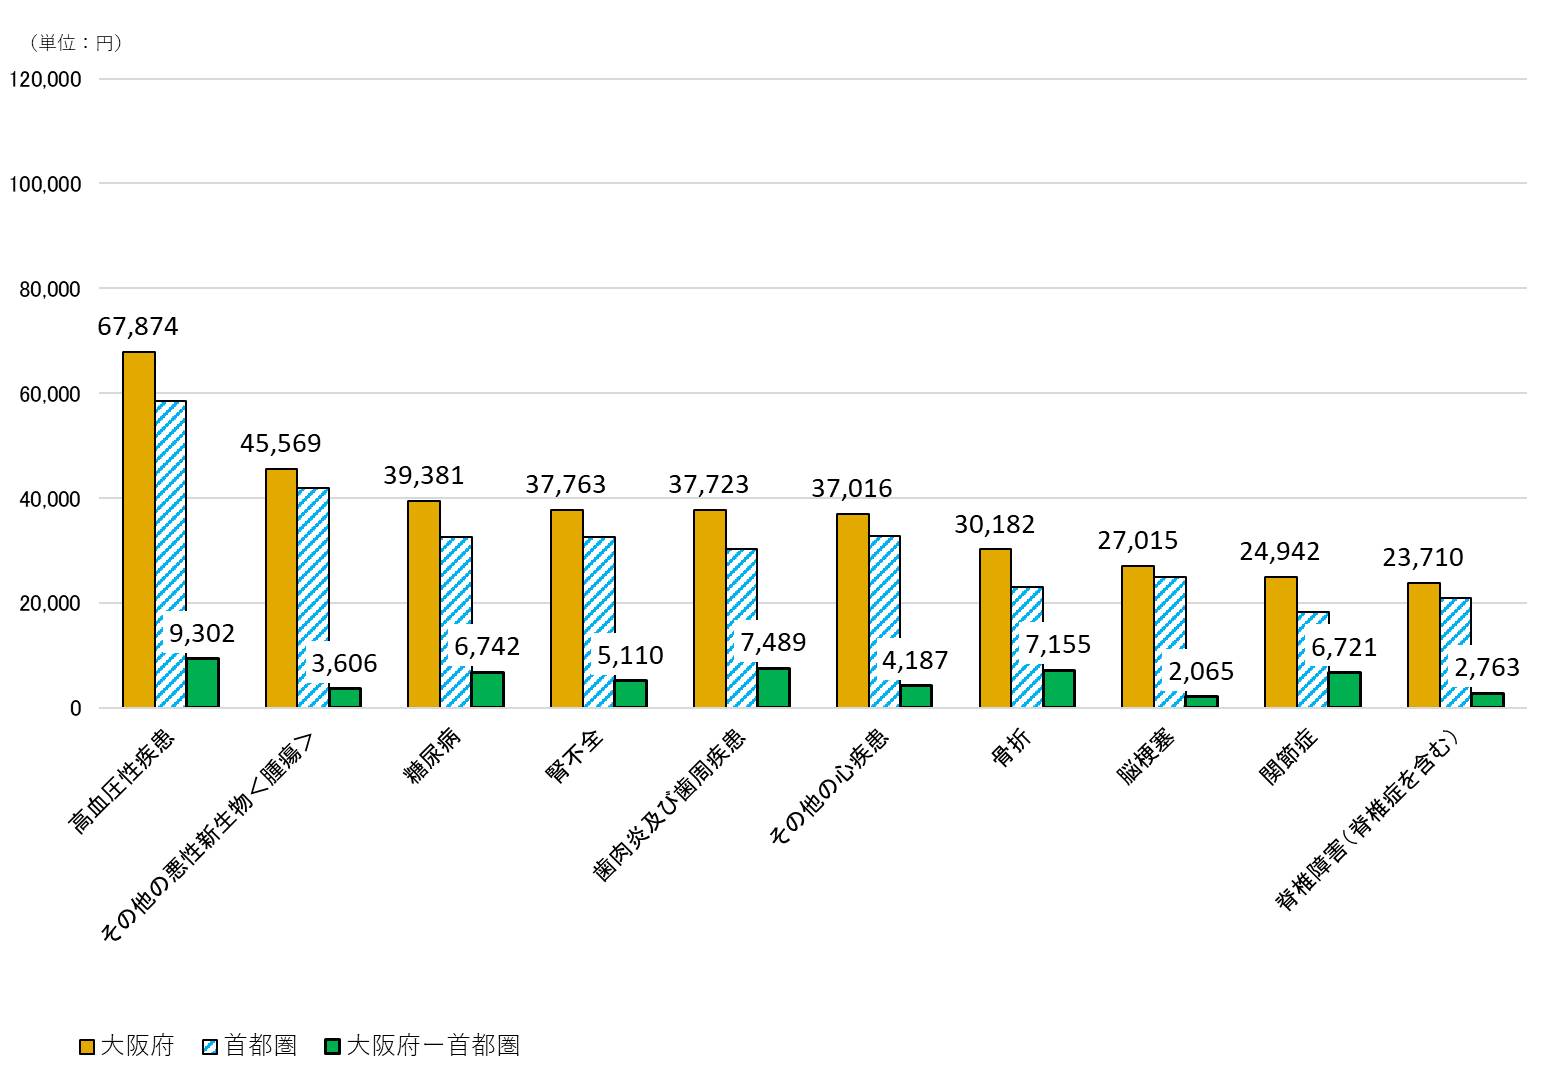 （単位：円）
120,000
100,000
80,000
60,000
40,000
20,000
0
67,874
45,569
39,381
37,763
37,723
37,016
30,182
27,015
24,942
23,710
9,302
3,606
6,742
5,110
7,489
4,187
7,155
2,065
6,721
2,763
高血圧性疾患
その他の悪性新生物＜腫瘍＞
糖尿病
腎不全
歯肉炎及び歯周疾患
その他の心疾患
骨折
脳梗塞
関節症
脊椎障害（脊椎症を含む）
大阪府 首都圏 大阪府ー首都圏